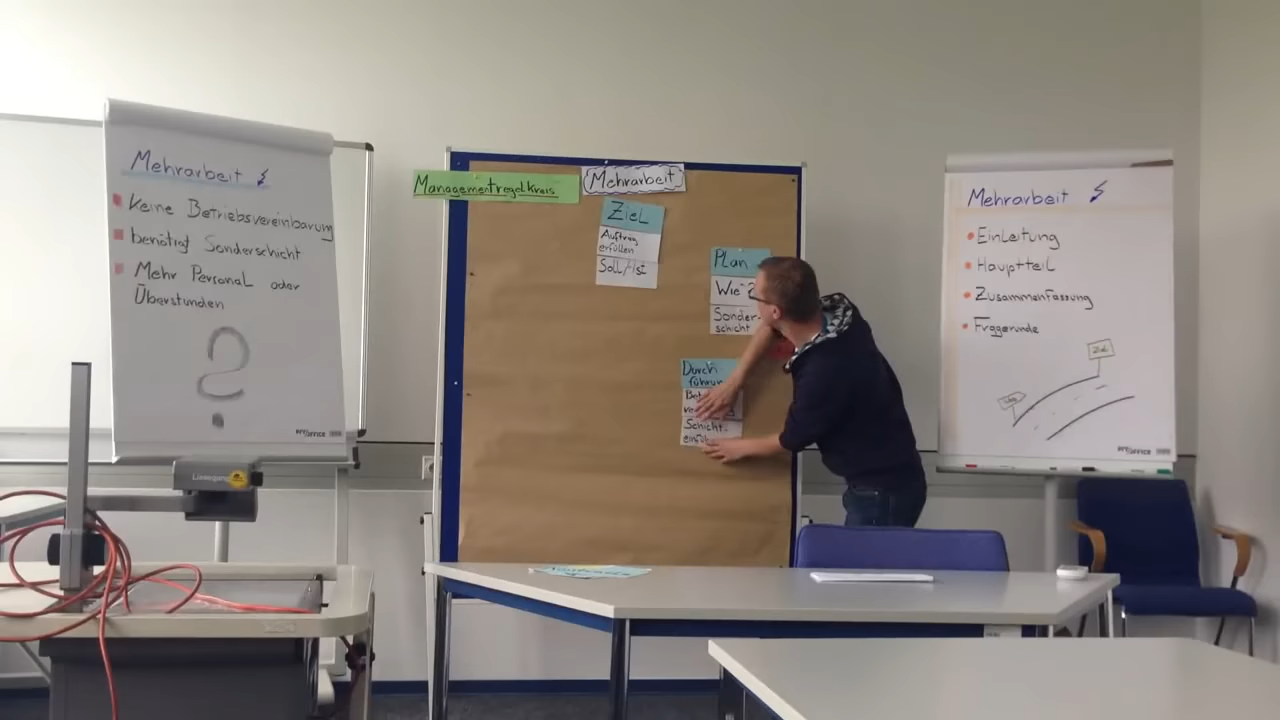 Mehrarbeit
Keine Betriebsvereinbarung
benötigt Sonderschicht
Mehr Personal oder
Überstunden
?
Managementregelkreis
Mehrarbeit
Ziel
Auftrag
erfüllen
Soll/Ist
Plan
Wie?
Sonder-
schicht
Durch
führun
Schicht-
Mehrarbeit
Einleitung
Hauptteil
Zusammenfassung
Fragerunde
Ziel